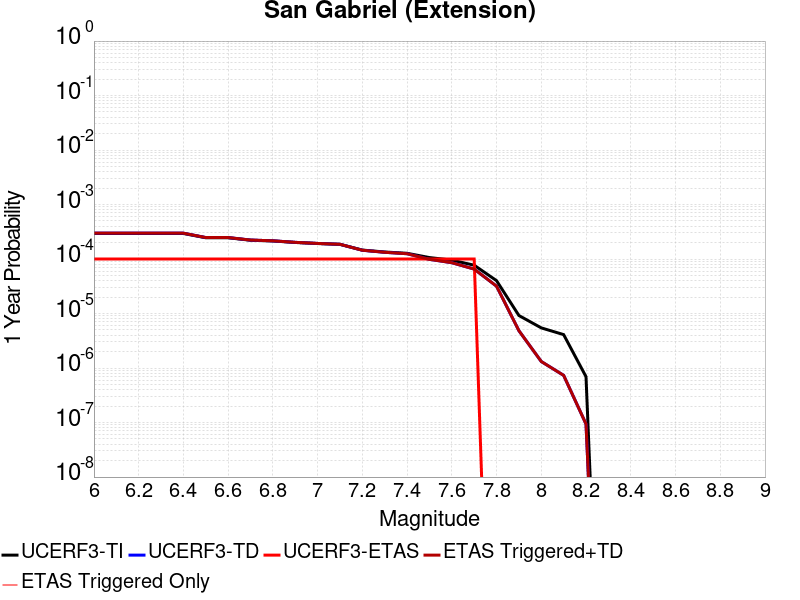 San Gabriel (Extension)
10^0
10^-1
10^-2
10^-3
10^-4
10^-5
10^-6
10^-7
10^-8
1 Year Probability
6 6.2 6.4 6.6 6.8 7 7.2 7.4 7.6 7.8 8 8.2 8.4 8.6 8.8 9
Magnitude
UCERF3-TI UCERF3-TD UCERF3-ETAS ETAS Triggered+TD
ETAS Triggered Only